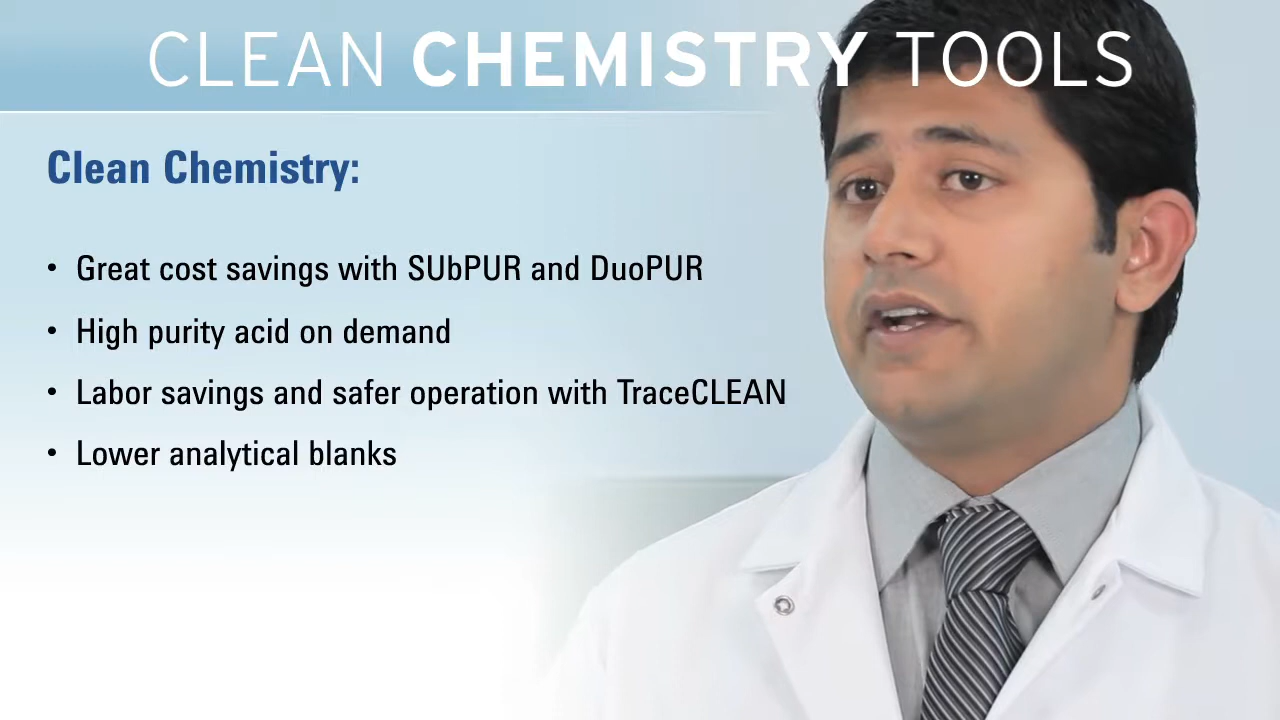 CLEAN CHEMISTRY TOOLS
Clean Chemistry:
• Great cost savings with SUbPUR and DuoPUR
• High purity acid on demand
• Labor savings and safer operation with TraceCLEAN
• Lower analytical blanks